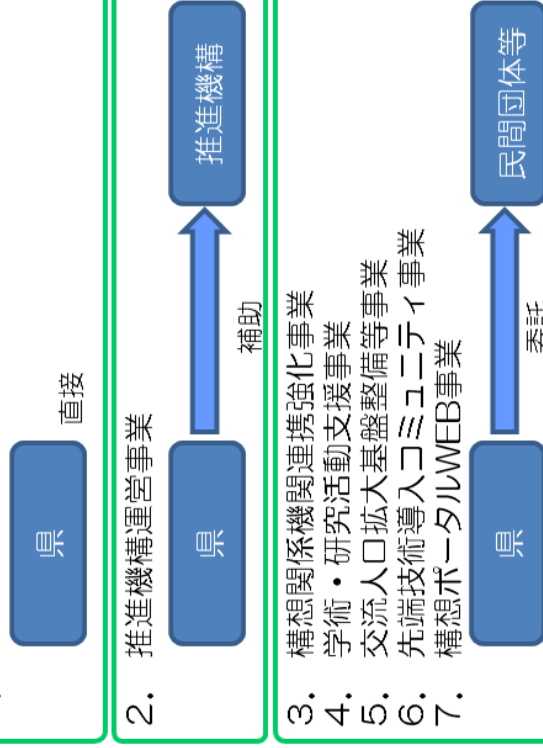 県
直接
2. 推進機構運営事業
県
補助
推進機構
3. 構想関係機関連携強化事業
4. 学術・研究活動支援事業
5. 交流人口拡大基盤整備等事業
6. 先端技術導入コミュニティ事業
7. 構想ポータルWEB事業
県
委託
民間団体等